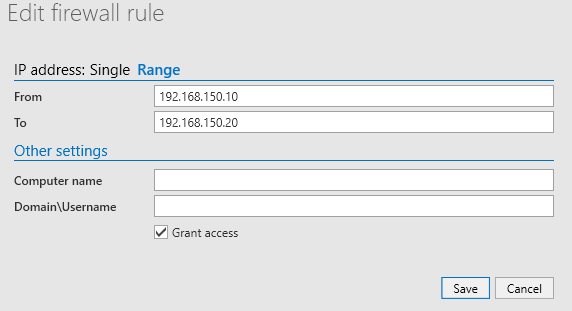 Edit firewall rule
IP address: Single Range
From 192.168.150.10
To 192.168.150.20
Other settings
Computer name
Domain\Username
Grant access
Save Cancel